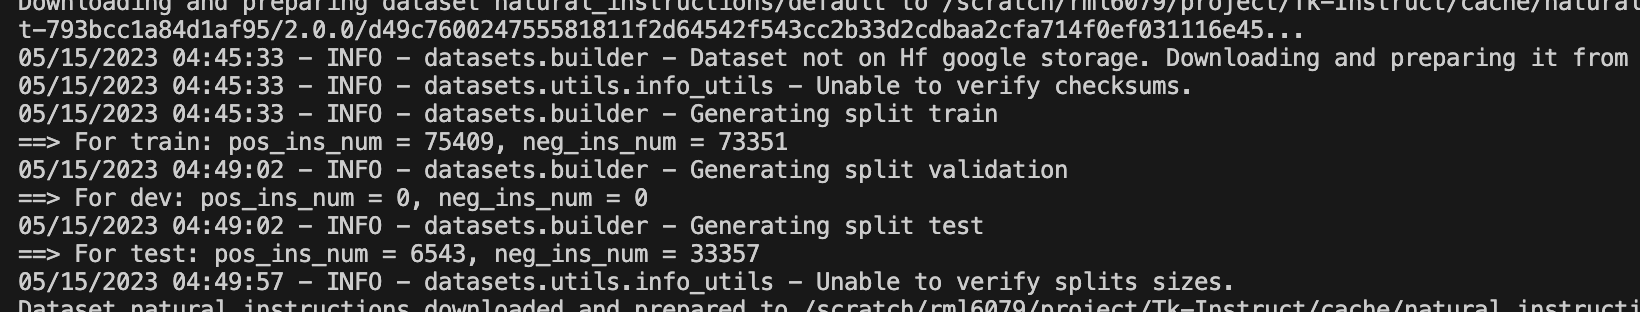 Downloading and preparing dataset natural_instructions/default to /scratch/rml6079/project/Tk-Instruct/cache/natural
t-793bcc1a84d1af95/2.0.0/d49c760024755581811f2d64542f543cc2b33d2cdbaa2cfa714f0ef031116e45...
05/15/2023 04:45:33 - INFO - datasets.builder - Dataset not on Hf google storage. Downloading and preparing it from
05/15/2023 04:45:33 - INFO - datasets.utils.info_utils - Unable to verify checksums.
05/15/2023 04:45:33 - INFO - datasets.builder - Generating split train
==> For train: pos_ins_num = 75409, neg_ins_num = 73351
05/15/2023 04:49:02 - INFO - datasets.builder - Generating split validation
==> For dev: pos_ins_num = 0, neg_ins_num = 0
05/15/2023 04:49:02 - INFO - datasets.builder - Generating split test
==> For test: pos_ins_num = 6543, neg_ins_num = 33357
05/15/2023 04:49:57 - INFO - datasets.utils.info_utils - Unable to verify splits sizes.
Dataset natural_instructions downloaded and prepared to /scratch/rml6079/project/Tk-Instruct/cache/natural_instructi